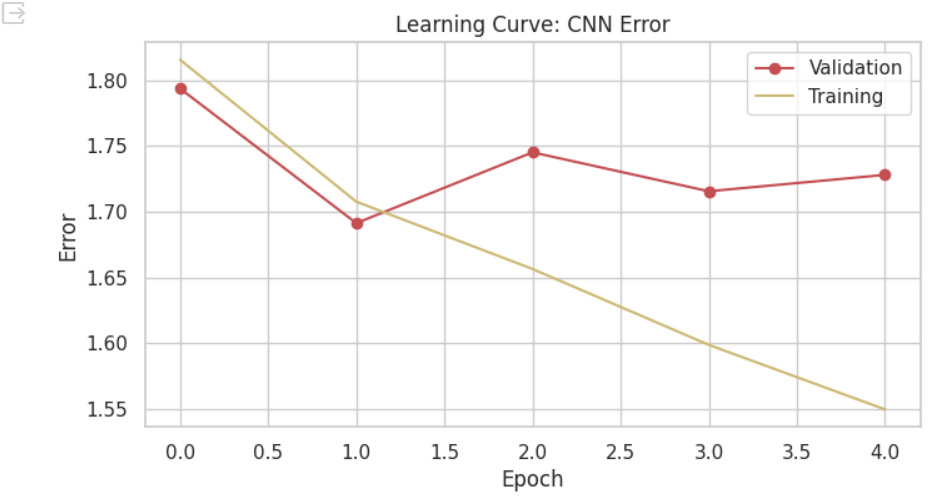 Learning Curve: CNN Error
Validation
Training
1.80
1.75
1.70
1.65
1.60
1.55
Error
0.0 0.5 1.0 1.5 2.0 2.5 3.0 3.5 4.0
Epoch